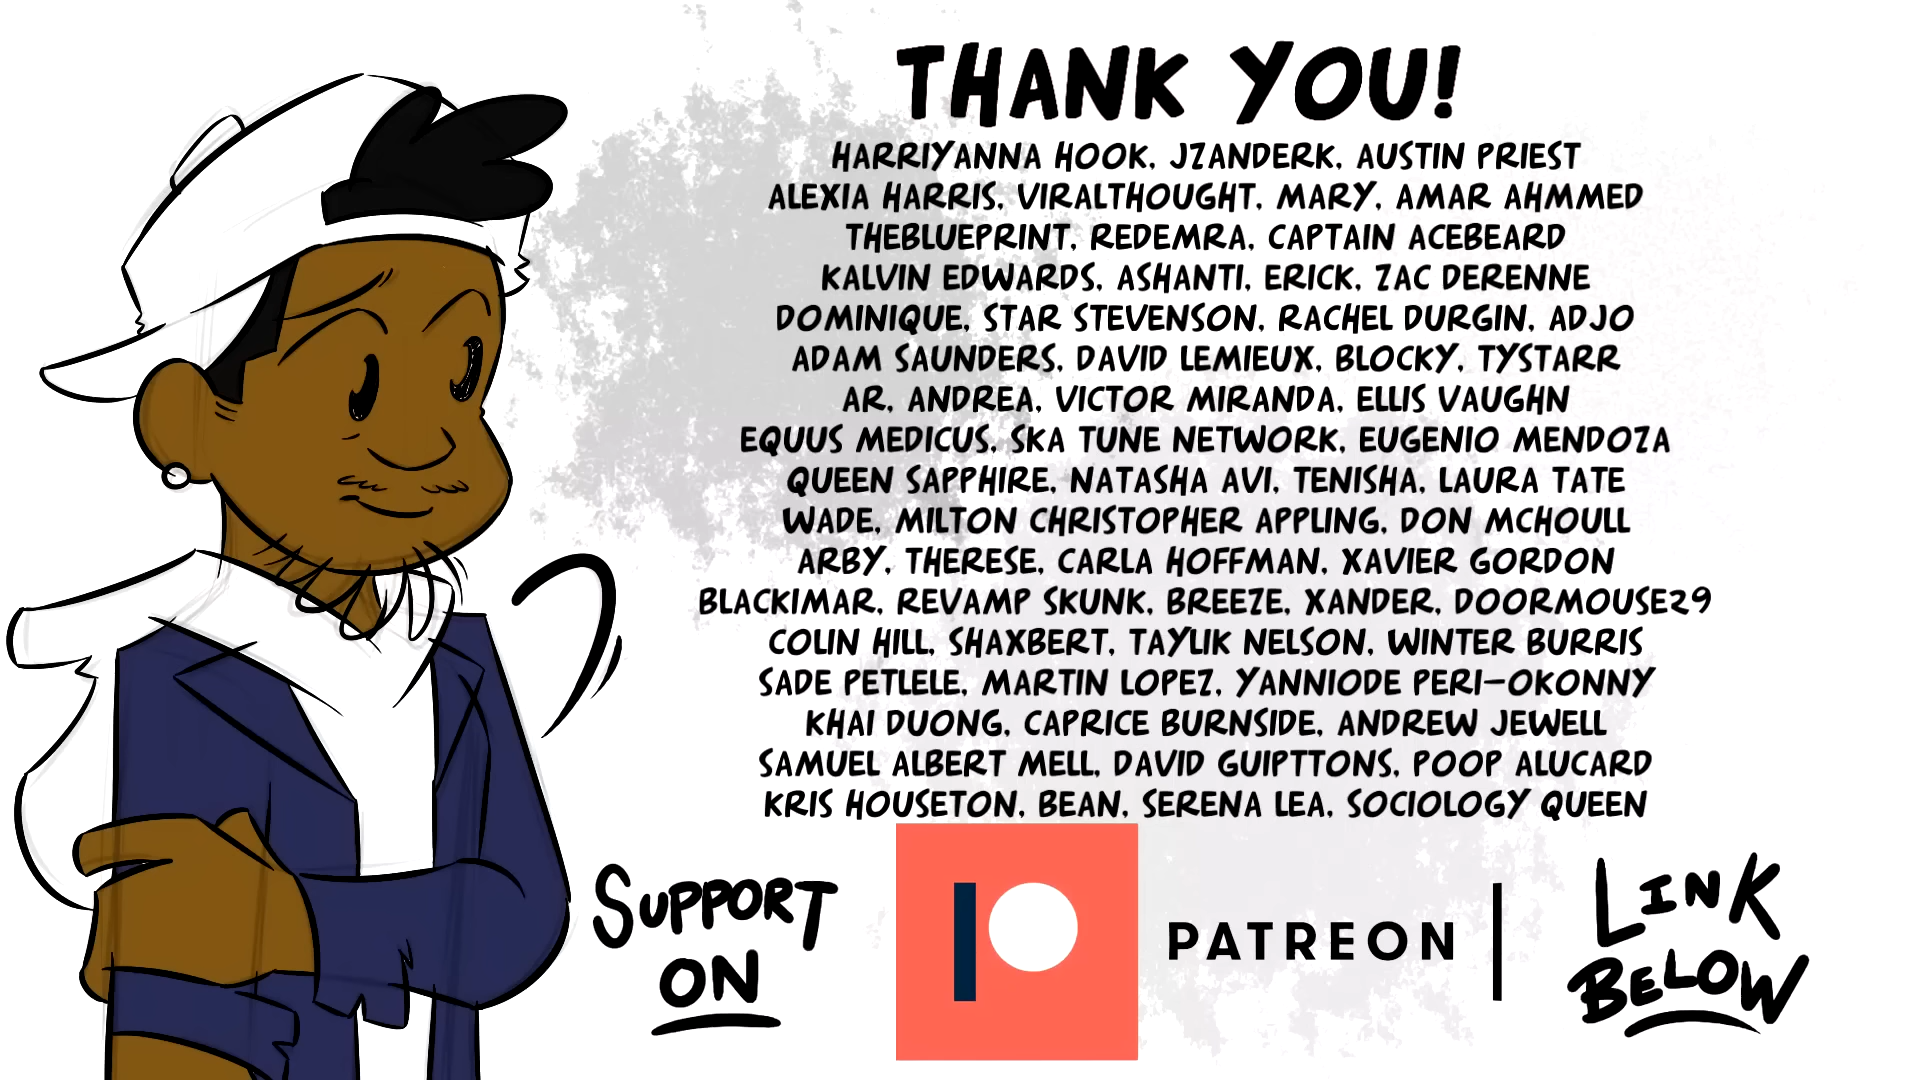 THANK YOU!
HARRIYANNA HOOK, JZANDERK, AUSTIN PRIEST
ALEXIA HARRIS, VIRALTHOUGHT, MARY, AMAR AHMMED
THEBLUEPRINT, REDEMRA, CAPTAIN ACEBEARD
KALVIN EDWARDS, ASHANTI, ERICK, ZAC DERENNE
DOMINIQUE, STAR STEVENSON, RACHEL DURGIN, ADJO
ADAM SAUNDERS, DAVID LEMIEUX, BLOCKY, TYSTARR
AR, ANDREA, VICTOR MIRANDA, ELLIS VAUGHN
EQUUS MEDICUS, SKA TUNE NETWORK, EUGENIO MENDOZA
QUEEN SAPPHIRE, NATASHA AVI, TENISHA, LAURA TATE
WADE, MILTON CHRISTOPHER APPLING, DON MCHOULL
ARBY, THERESE, CARLA HOFFMAN, XAVIER GORDON
BLACKIMAR, REVAMP SKUNK, BREEZE, XANDER, DOORMOUSE29
COLIN HILL, SHAXBERT, TAYLIK NELSON, WINTER BURRIS
SADE PETLELE, MARTIN LOPEZ, YANNIODE PERI-OKONNY
KHAI DUONG, CAPRICE BURNSIDE, ANDREW JEWELL
SAMUEL ALBERT MELL, DAVID GUIPTTONS, POOP ALUCARD
KRIS HOUSETON, BEAN, SERENA LEA, SOCIOLOGY QUEEN
SUPPORT
ON
PATREON
LINK
BELOW